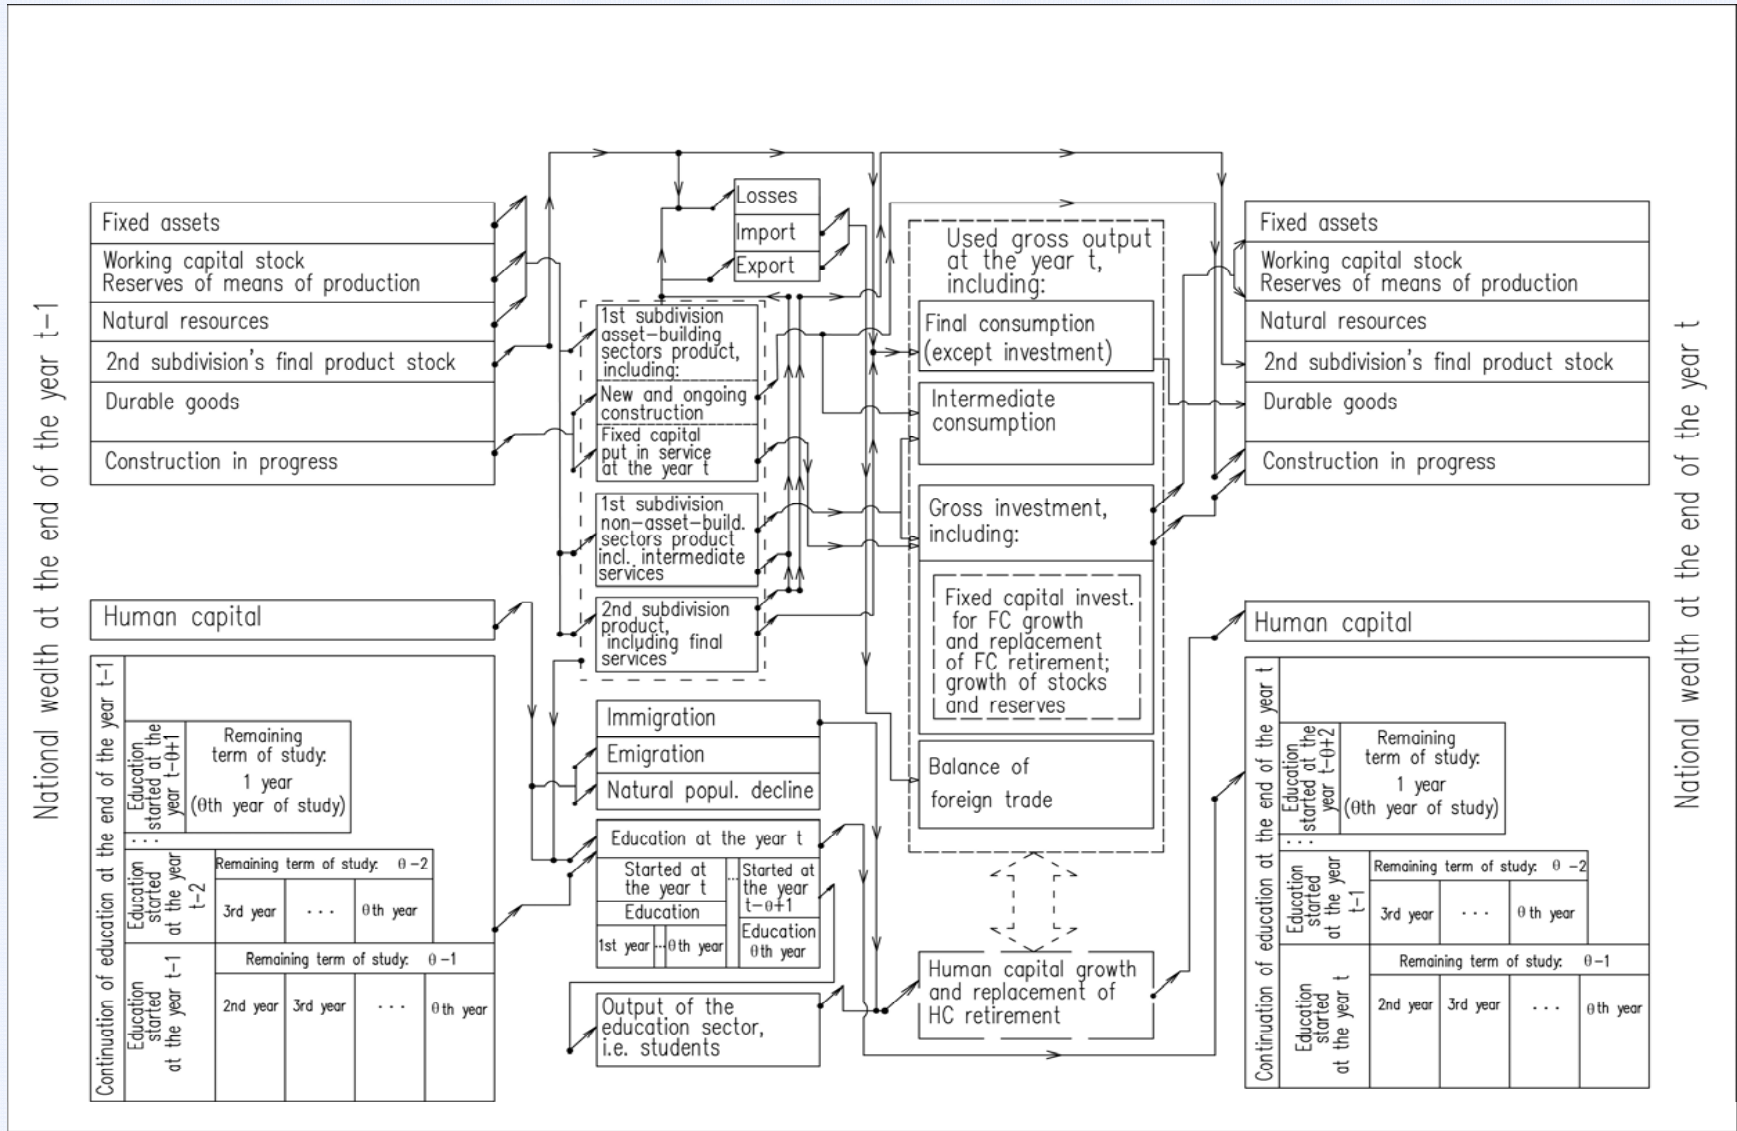 National wealth at the end of the year t-1
Fixed assets
Working capital stock
Reserves of means of production
Natural resources
2nd subdivision's final product stock
Durable goods
Construction in progress
Human capital
Continuation of education at the end of the year t-1
Education
started at the
year t-θ+1
Remaining
term of study:
1 year
(θth year of study)
...
Education
started
at the year
t-2
Remaining term of study: θ-2
3rd year
...
θth year
Education
started
at the year t-1
Remaining term of study: θ-1
2nd year
3rd year
...
θth year
Losses
Import
Export
1st subdivision
asset-building
sectors product,
including:
New and ongoing
construction
Fixed capital
put in service
at the year t
1st subdivision
non-asset-build.
sectors product
incl. intermediate
services
2nd subdivision
product,
including final
services
Immigration
Emigration
Natural popul. decline
Education at the year t
Started at
the year t
...
Started at
the year
t-θ+1
Education
1st year
...
θth year
Education
θth year
Output of the
education sector,
i.e. students
Used gross output
at the year t,
including:
Final consumption
(except investment)
Intermediate
consumption
Gross investment,
including:
Fixed capital invest.
for FC growth
and replacement
of FC retirement;
growth of stocks
and reserves
Balance of
foreign trade
Human capital growth
and replacement of
HC retirement
Fixed assets
Working capital stock
Reserves of means of production
Natural resources
2nd subdivision's final product stock
Durable goods
Construction in progress
Human capital
Continuation of education at the end of the year t
Education
started at the
year t-θ+2
Remaining
term of study:
1 year
(θth year of study)
...
Education
started
at the year
t-1
Remaining term of study: θ-2
3rd year
...
θth year
Education
started
at the year t
Remaining term of study: θ-1
2nd year
3rd year
...
θth year
National wealth at the end of the year t